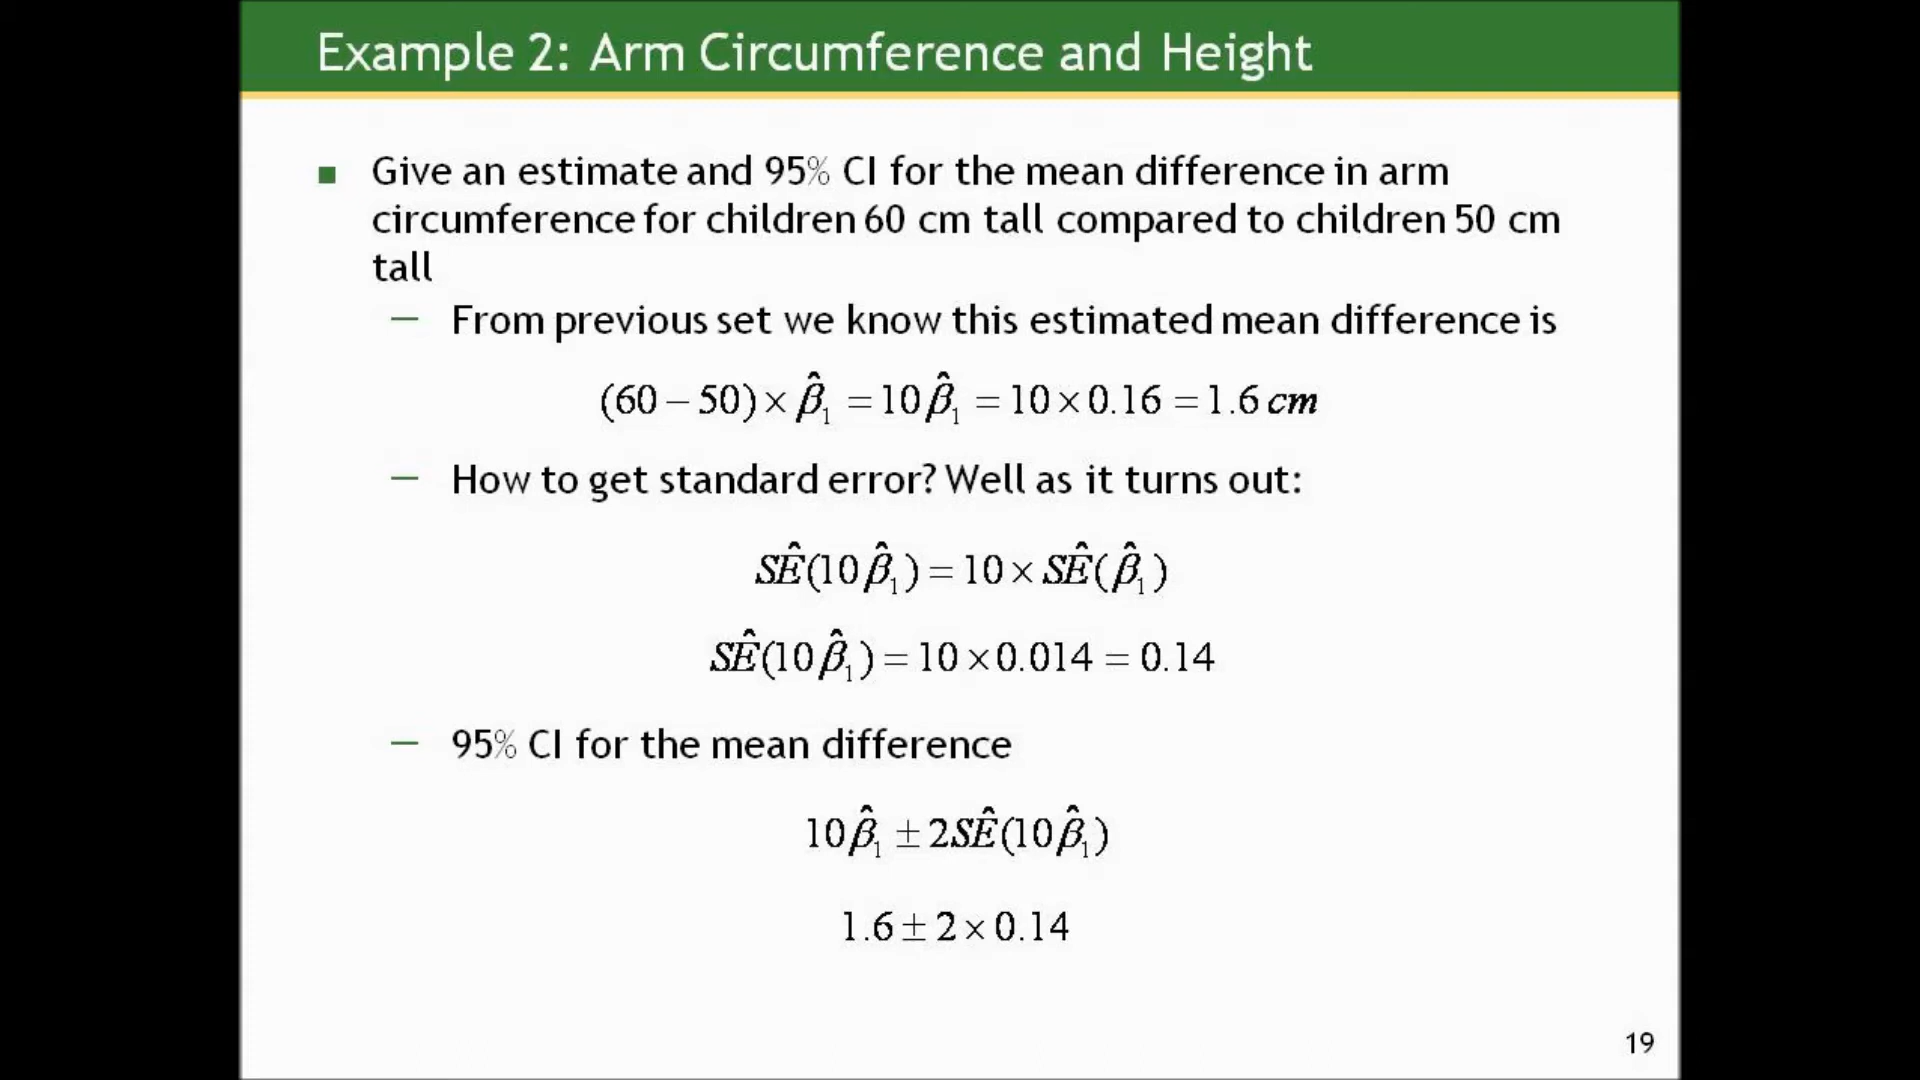 Example 2: Arm Circumference and Height
■ Give an estimate and 95% CI for the mean difference in arm
circumference for children 60 cm tall compared to children 50 cm
tall
— From previous set we know this estimated mean difference is
(60 − 50) × β̂₁ = 10β̂₁ = 10 × 0.16 = 1.6 cm
— How to get standard error? Well as it turns out:
SÊ(10β̂₁) = 10 × SÊ(β̂₁)
SÊ(10β̂₁) = 10 × 0.014 = 0.14
— 95% CI for the mean difference
10β̂₁ ± 2SÊ(10β̂₁)
1.6 ± 2 × 0.14
19